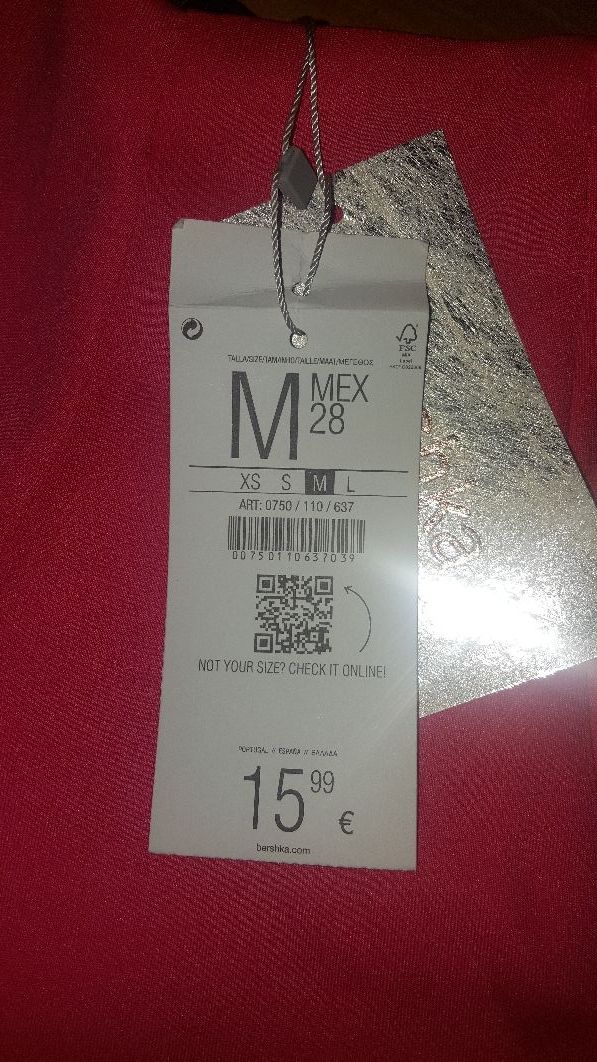 FSC
TALLA/SIZE/TAMANHO/TAILLE/MAAT/ΜΕΓΕΘΟΣ
M
MEX
28
XS S M L
ART: 0750 / 110 / 637
00750110637039
NOT YOUR SIZE? CHECK IT ONLINE!
PORTUGAL // ESPAÑA // ΕΛΛΑΔΑ
15 99 €
bershka.com